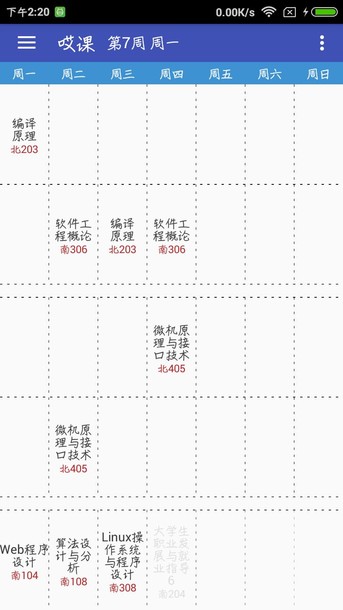 下午2:20 0.00K/s
哎课 第7周 周一
周一 周二 周三 周四 周五 周六 周日
编译
原理
北203
软件工
程概论
南306
编译
原理
北203
软件工
程概论
南306
微机原
理与接
口技术
北405
微机原
理与接
口技术
北405
Web程序
设计
南104
算法设
计与分
析
南108
Linux操
作系统
与程序
设计
南308
大学生
职业发
展与就
业指导
6
南204